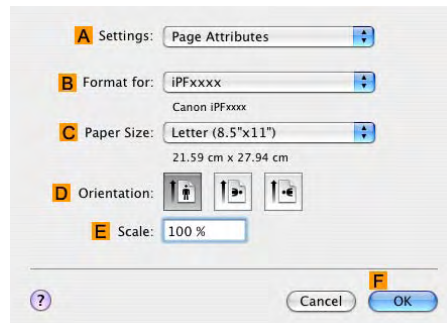 A Settings: Page Attributes
B Format for: iPFxxxx
Canon iPFxxxx
C Paper Size: Letter (8.5"x11")
21.59 cm x 27.94 cm
D Orientation:
E Scale: 100 %
F
? Cancel OK